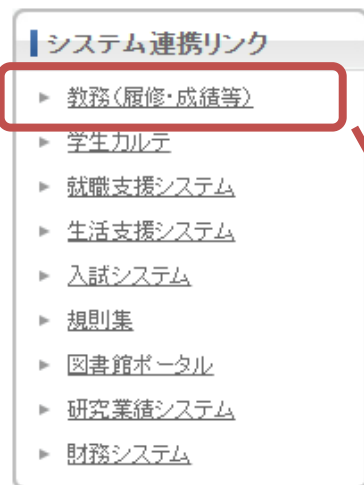 システム連携リンク
教務(履修・成績等)
学生カルテ
就職支援システム
生活支援システム
入試システム
規則集
図書館ポータル
研究業績システム
財務システム